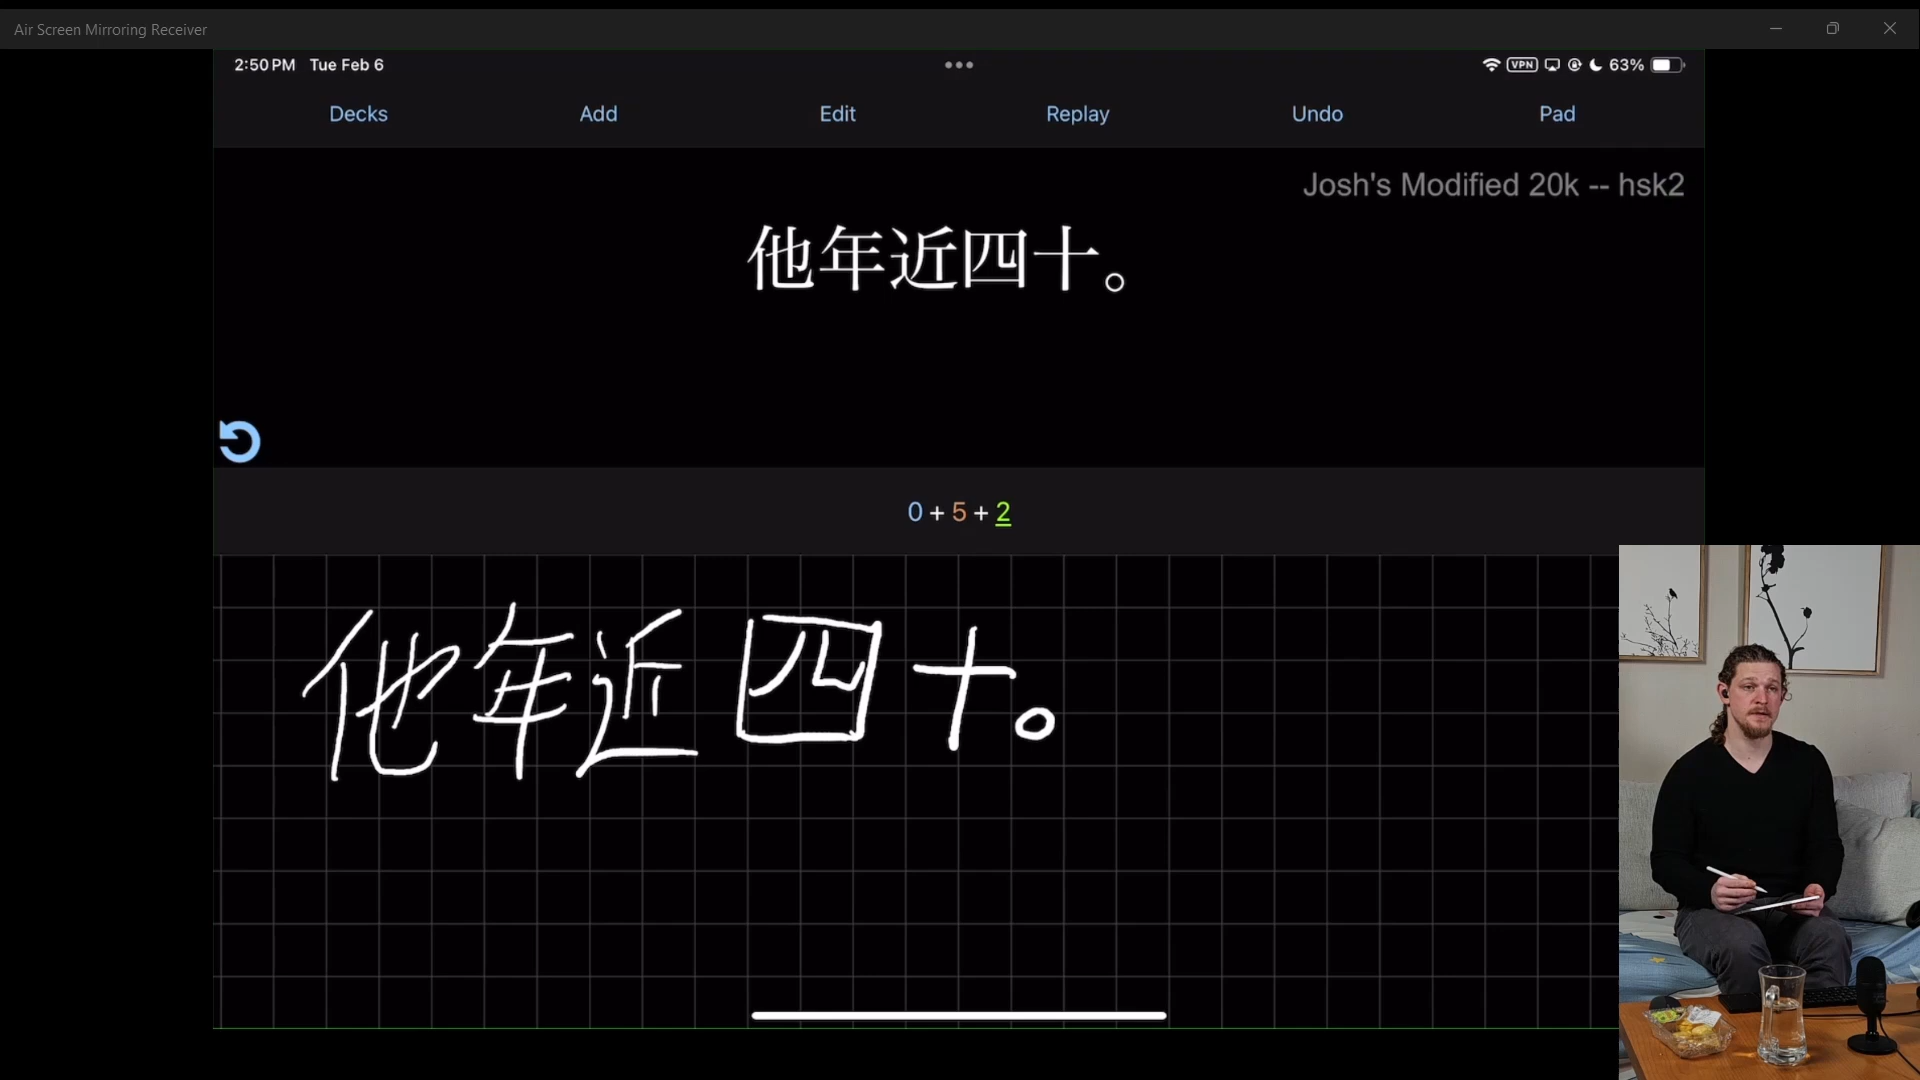 Air Screen Mirroring Receiver
2:50 PM Tue Feb 6
VPN 63%
Decks Add Edit Replay Undo Pad
Josh's Modified 20k -- hsk2
他年近四十。
0 + 5 + 2
他年近四十。